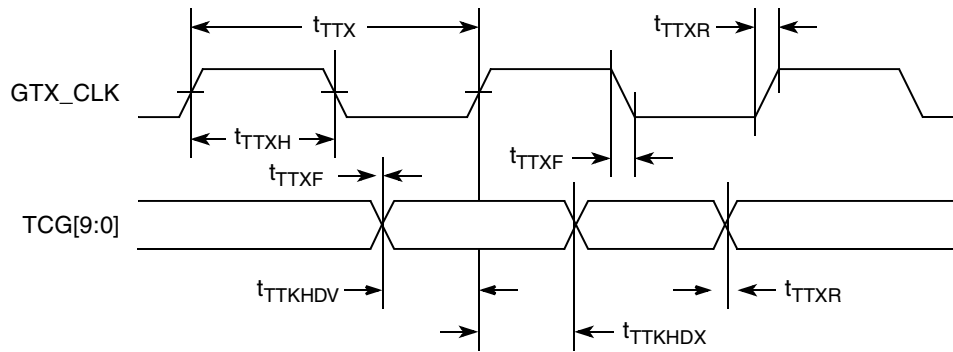 tTTX
tTTXR
GTX_CLK
tTTXH
tTTXF
tTTXF
TCG[9:0]
tTTKHDV
tTTXR
tTTKHDX